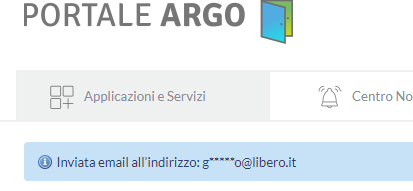 PORTALE ARGO
Applicazioni e Servizi
Centro No
Inviata email all'indirizzo: g*****o@libero.it